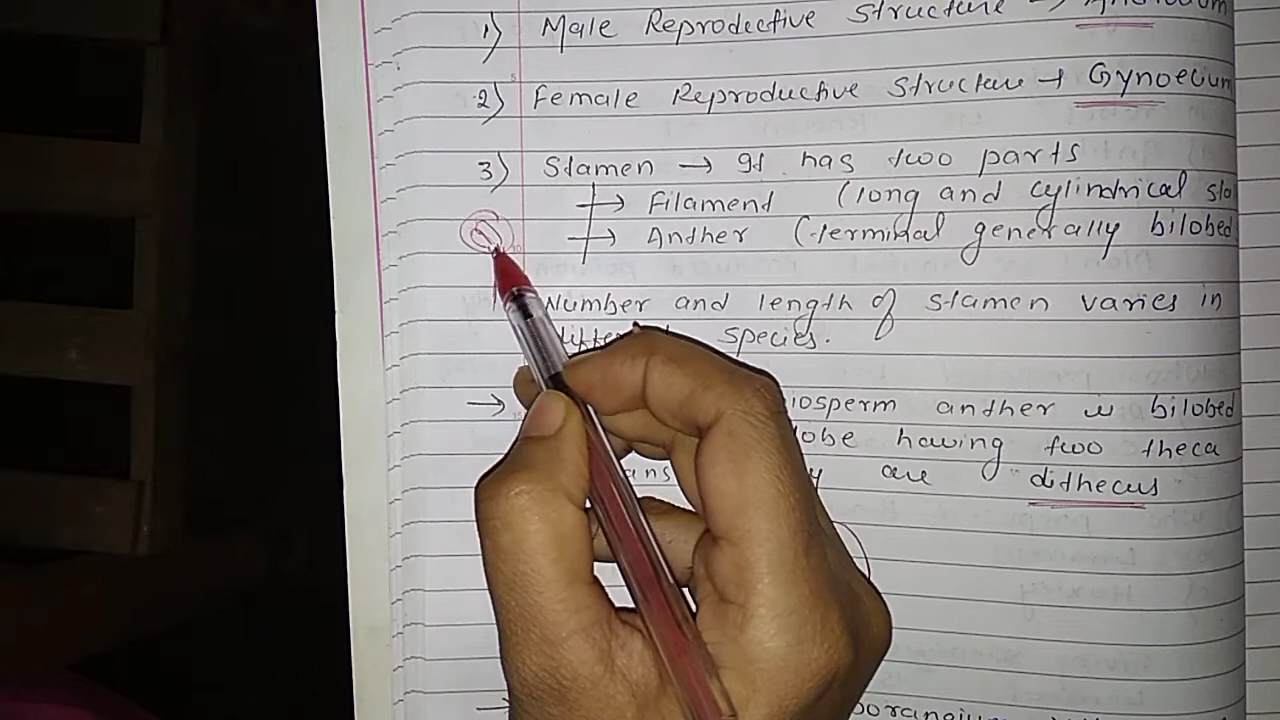 1) Male Reproductive Structure →
2) Female Reproductive Structure → Gynoecium
3) Stamen → It has two parts
→ Filament (long and cylindrical
→ Anther (terminal generally bilobed
Number and length of stamen varies in
species.
→ anther is bilobed
lobe having two theca
are "dithecus"
→